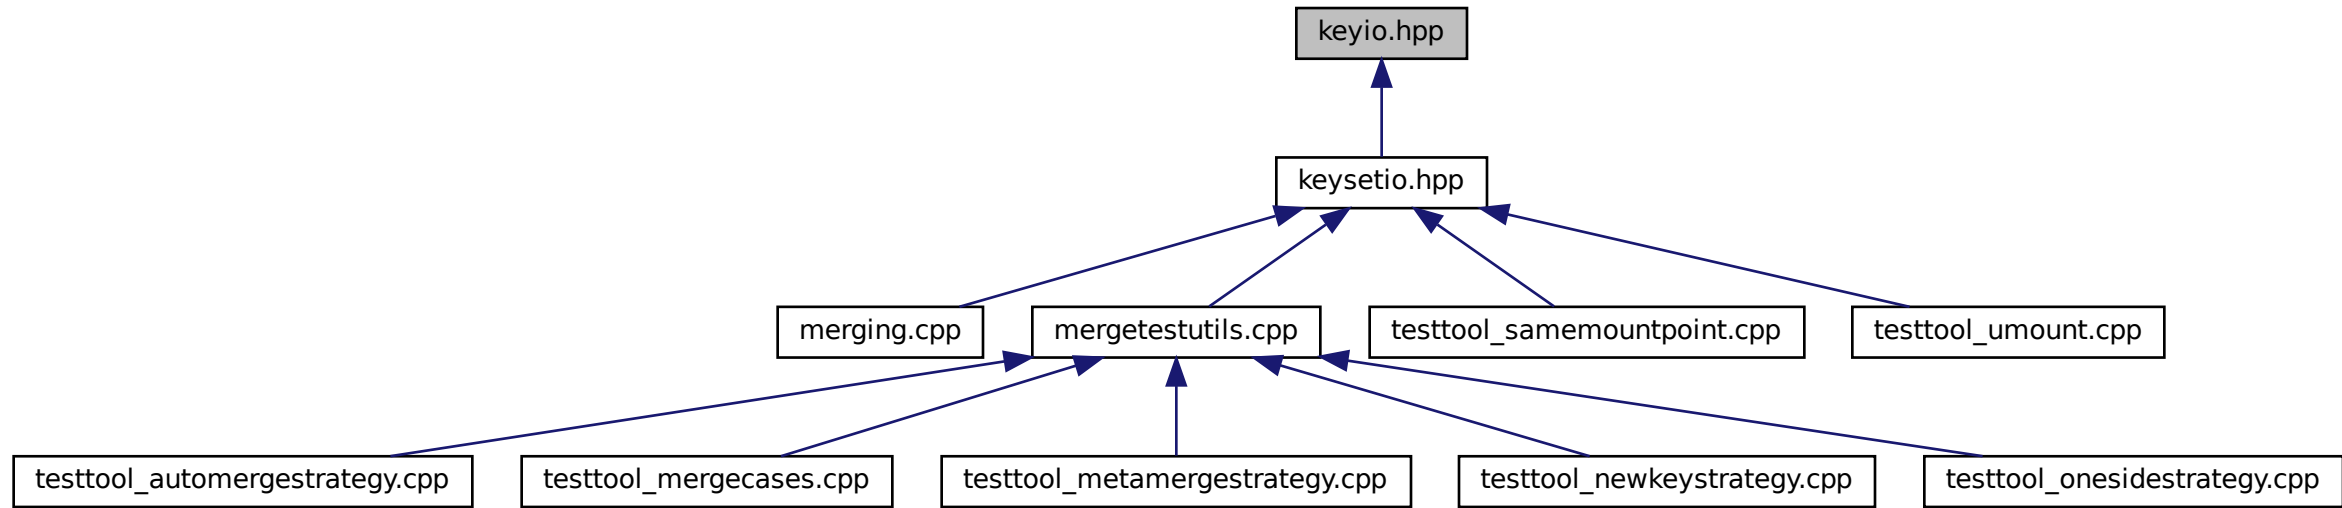 keyio.hpp
keysetio.hpp
merging.cpp
mergetestutils.cpp
testtool_samemountpoint.cpp
testtool_umount.cpp
testtool_automergestrategy.cpp
testtool_mergecases.cpp
testtool_metamergestrategy.cpp
testtool_newkeystrategy.cpp
testtool_onesidestrategy.cpp